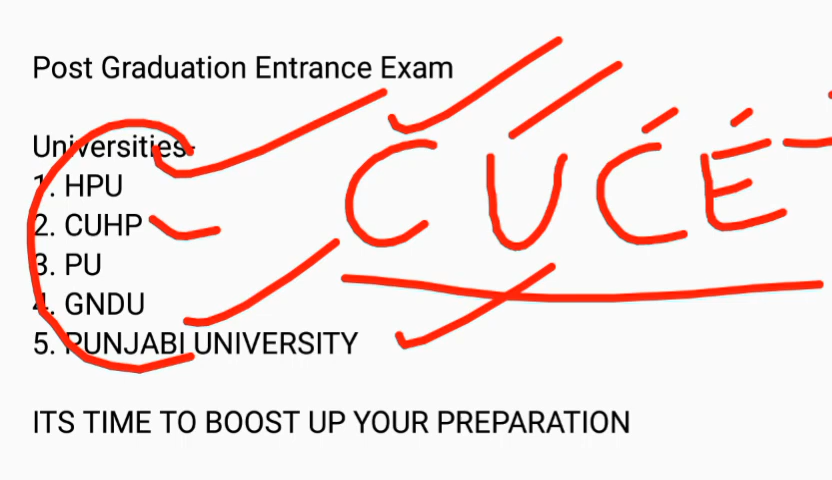 Post Graduation Entrance Exam
Universities-
1. HPU
2. CUHP
3. PU
4. GNDU
5. PUNJABI UNIVERSITY
CUCE
ITS TIME TO BOOST UP YOUR PREPARATION